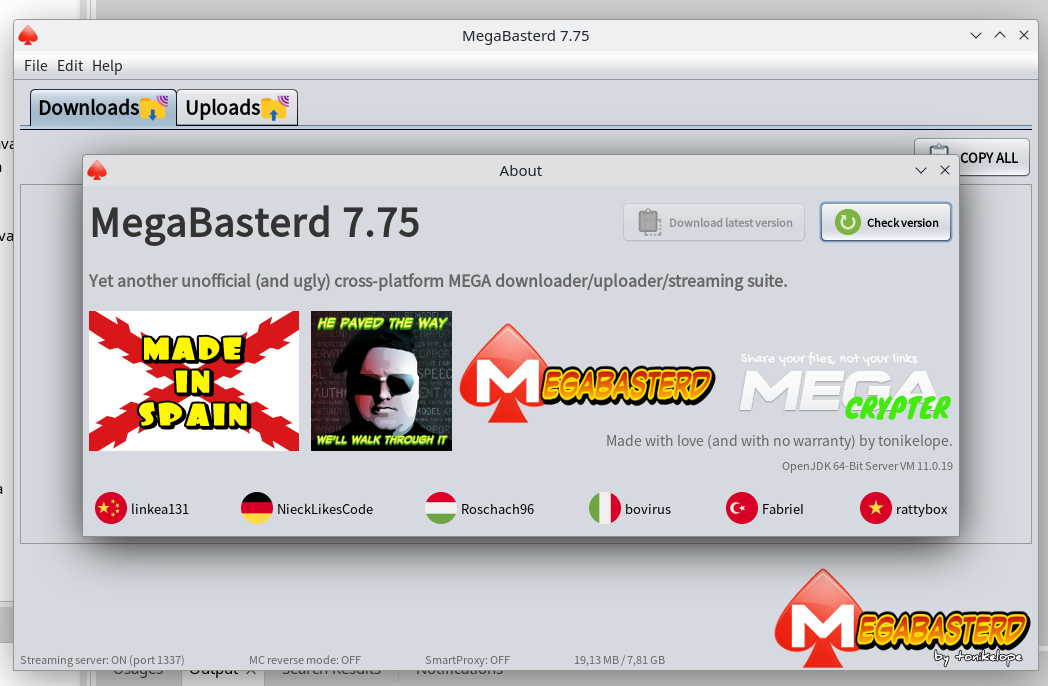 MegaBasterd 7.75
File Edit Help
Downloads Uploads
COPY ALL
About
MegaBasterd 7.75
Download latest version
Check version
Yet another unofficial (and ugly) cross-platform MEGA downloader/uploader/streaming suite.
MADE
IN
SPAIN
HE PAVED THE WAY
WE'LL WALK THROUGH IT
MEGABASTERD
Share your files, not your links
MEGA
CRYPTER
Made with love (and with no warranty) by tonikelope.
OpenJDK 64-Bit Server VM 11.0.19
linkea131 NieckLikesCode Roschach96 bovirus Fabriel rattybox
MEGABASTERD
by tonikelope
Streaming server: ON (port 1337) MC reverse mode: OFF SmartProxy: OFF 19,13 MB / 7,81 GB
Usages Output Search Results Notifications